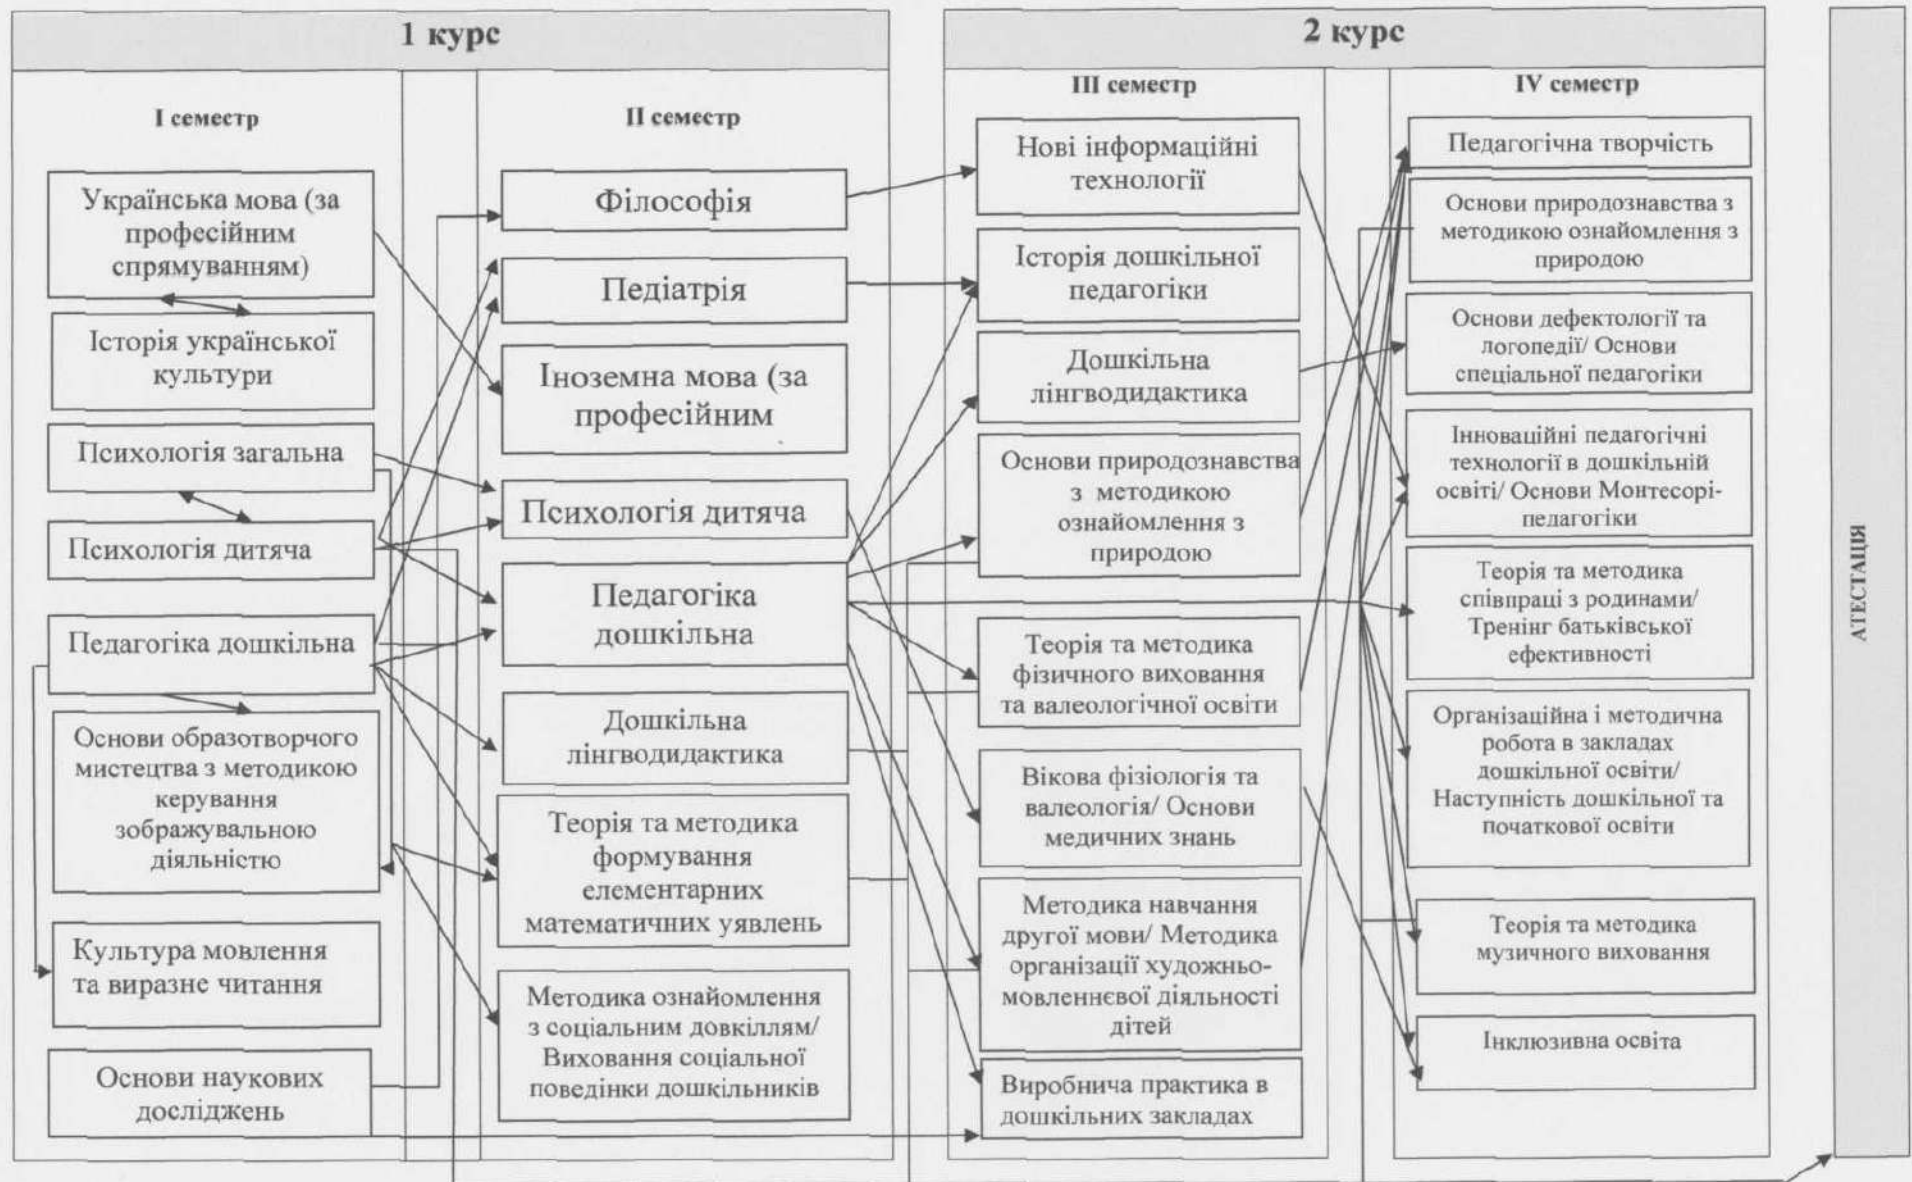 1 курс
I семестр
Українська мова (за
професійним
спрямуванням)
Історія української
культури
Психологія загальна
Психологія дитяча
Педагогіка дошкільна
Основи образотворчого
мистецтва з методикою
керування
зображувальною
діяльністю
Культура мовлення
та виразне читання
Основи наукових
досліджень
II семестр
Філософія
Педіатрія
Іноземна мова (за
професійним
Психологія дитяча
Педагогіка
дошкільна
Дошкільна
лінгводидактика
Теорія та методика
формування
елементарних
математичних уявлень
Методика ознайомлення
з соціальним довкіллям/
Виховання соціальної
поведінки дошкільників
2 курс
III семестр
Нові інформаційні
технології
Історія дошкільної
педагогіки
Дошкільна
лінгводидактика
Основи природознавства
з методикою
ознайомлення з
природою
Теорія та методика
фізичного виховання
та валеологічної освіти
Вікова фізіологія та
валеологія/ Основи
медичних знань
Методика навчання
другої мови/ Методика
організації художньо-
мовленнєвої діяльності
дітей
Виробнича практика в
дошкільних закладах
IV семестр
Педагогічна творчість
Основи природознавства з
методикою ознайомлення з
природою
Основи дефектології та
логопедії/ Основи
спеціальної педагогіки
Інноваційні педагогічні
технології в дошкільній
освіті/ Основи Монтесорі-
педагогіки
Теорія та методика
співпраці з родинами/
Тренінг батьківської
ефективності
Організаційна і методична
робота в закладах
дошкільної освіти/
Наступність дошкільної та
початкової освіти
Теорія та методика
музичного виховання
Інклюзивна освіта
АТЕСТАЦІЯ